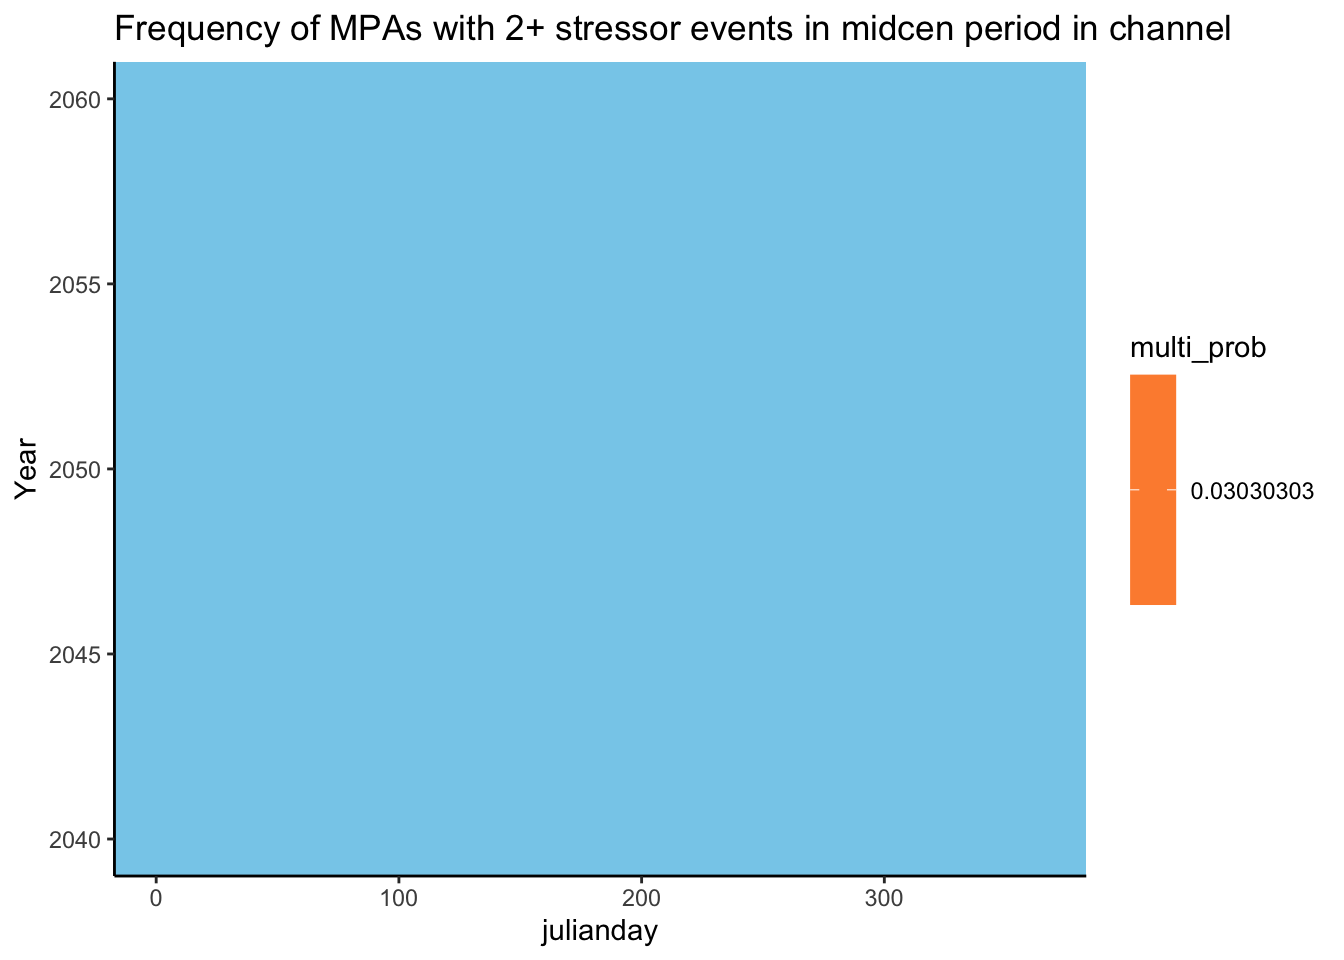 Frequency of MPAs with 2+ stressor events in midcen period in channel
2060
2055
2050
2045
2040
Year
0 100 200 300
julianday
multi_prob
0.03030303